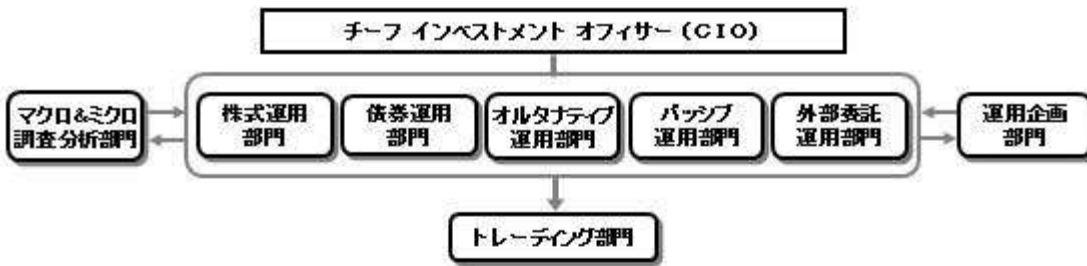 チーフ インベストメント オフィサー(CIO)
マクロ&ミクロ
調査分析部門
株式運用
部門
債券運用
部門
オルタナティブ
運用部門
パッシブ
運用部門
外部委託
運用部門
運用企画
部門
トレーディング部門